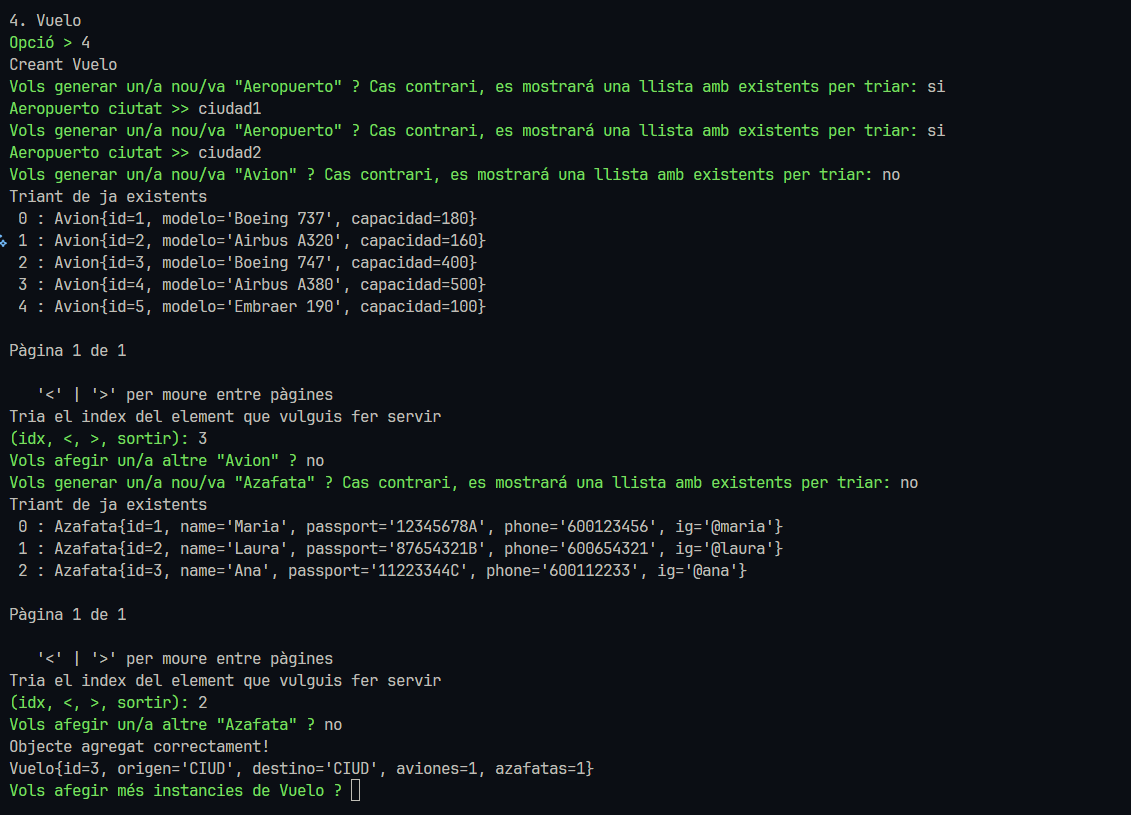 4. Vuelo
Opció > 4
Creant Vuelo
Vols generar un/a nou/va "Aeropuerto" ? Cas contrari, es mostrará una llista amb existents per triar: si
Aeropuerto ciutat >> ciudad1
Vols generar un/a nou/va "Aeropuerto" ? Cas contrari, es mostrará una llista amb existents per triar: si
Aeropuerto ciutat >> ciudad2
Vols generar un/a nou/va "Avion" ? Cas contrari, es mostrará una llista amb existents per triar: no
Triant de ja existents
 0 : Avion{id=1, modelo='Boeing 737', capacidad=180}
 1 : Avion{id=2, modelo='Airbus A320', capacidad=160}
 2 : Avion{id=3, modelo='Boeing 747', capacidad=400}
 3 : Avion{id=4, modelo='Airbus A380', capacidad=500}
 4 : Avion{id=5, modelo='Embraer 190', capacidad=100}

Pàgina 1 de 1

   '<' | '>' per moure entre pàgines
Tria el index del element que vulguis fer servir
(idx, <, >, sortir): 3
Vols afegir un/a altre "Avion" ? no
Vols generar un/a nou/va "Azafata" ? Cas contrari, es mostrará una llista amb existents per triar: no
Triant de ja existents
 0 : Azafata{id=1, name='Maria', passport='12345678A', phone='600123456', ig='@maria'}
 1 : Azafata{id=2, name='Laura', passport='87654321B', phone='600654321', ig='@laura'}
 2 : Azafata{id=3, name='Ana', passport='11223344C', phone='600112233', ig='@ana'}

Pàgina 1 de 1

   '<' | '>' per moure entre pàgines
Tria el index del element que vulguis fer servir
(idx, <, >, sortir): 2
Vols afegir un/a altre "Azafata" ? no
Objecte agregat correctament!
Vuelo{id=3, origen='CIUD', destino='CIUD', aviones=1, azafatas=1}
Vols afegir més instancies de Vuelo ?